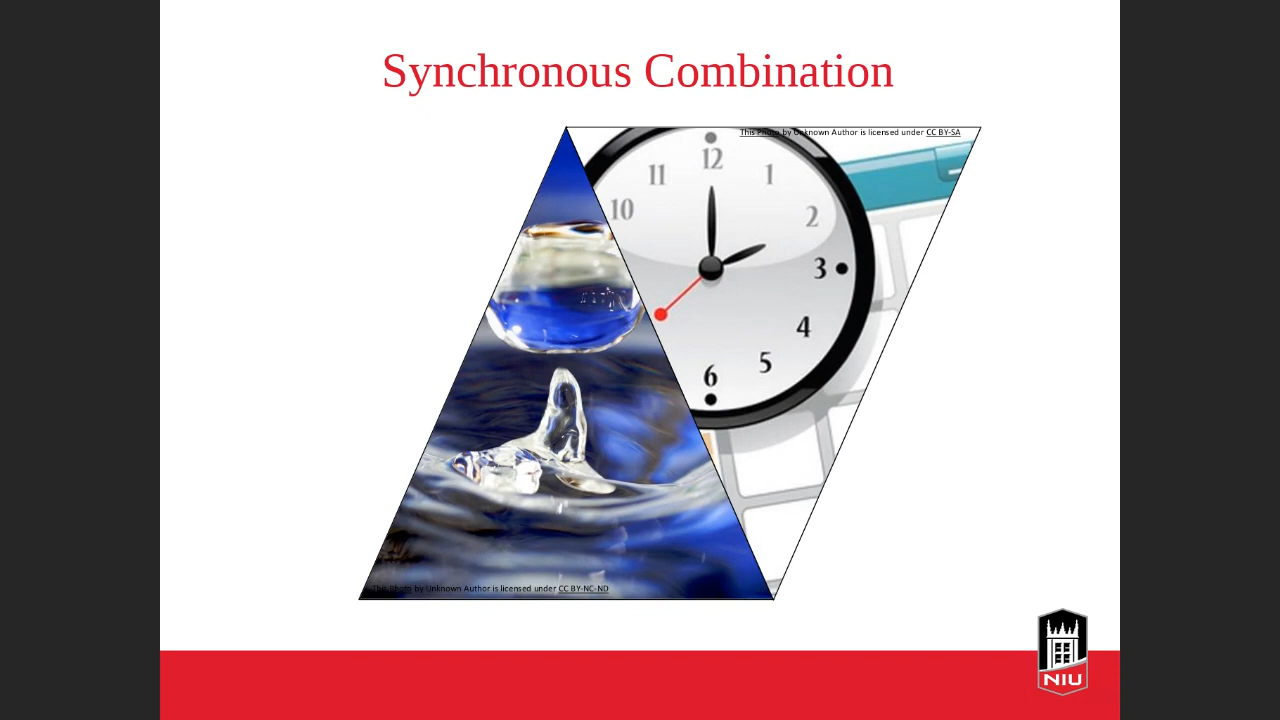 Synchronous Combination
This Photo by Unknown Author is licensed under CC BY-SA
12
11
1
10
2
3
4
5
6
This Photo by Unknown Author is licensed under CC BY-NC-ND
NIU